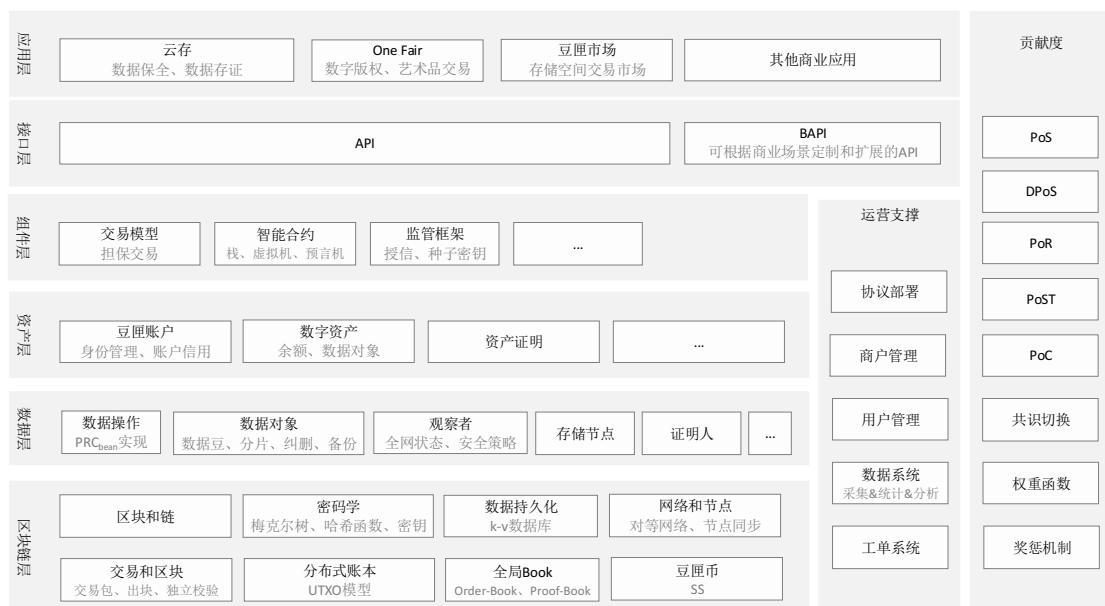 应用层
云存
数据保全、数据存证
One Fair
数字版权、艺术品交易
豆匣市场
存储空间交易市场
其他商业应用
接口层
API
BAPI
可根据商业场景定制和扩展的API
组件层
交易模型
担保交易
智能合约
栈、虚拟机、预言机
监管框架
授信、种子密钥
...
资产层
豆匣账户
身份管理、账户信用
数字资产
余额、数据对象
资产证明
...
数据层
数据操作
PRCbean实现
数据对象
数据豆、分片、纠删、备份
观察者
全网状态、安全策略
存储节点
证明人
...
区块链层
区块和链
密码学
梅克尔树、哈希函数、密钥
数据持久化
k-v数据库
网络和节点
对等网络、节点同步
交易和区块
交易包、出块、独立校验
分布式账本
UTXO模型
全局Book
Order-Book、Proof-Book
豆匣币
SS
运营支撑
协议部署
商户管理
用户管理
数据系统
采集&统计&分析
工单系统
贡献度
PoS
DPoS
PoR
PoST
PoC
共识切换
权重函数
奖惩机制